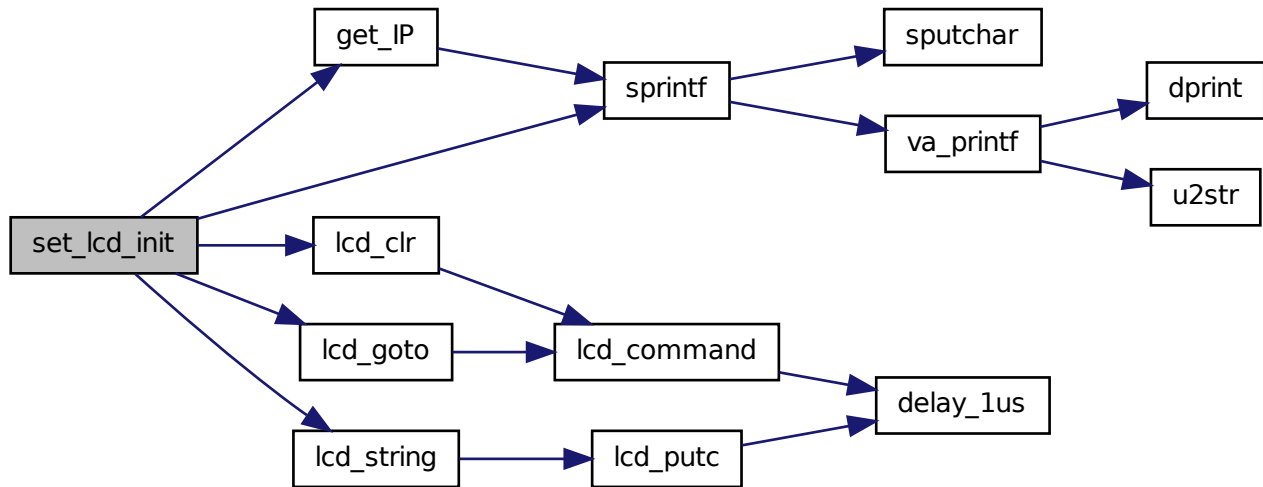 get_IP
sputchar
sprintf
dprint
va_printf
u2str
set_lcd_init
lcd_clr
lcd_goto
lcd_command
delay_1us
lcd_string
lcd_putc